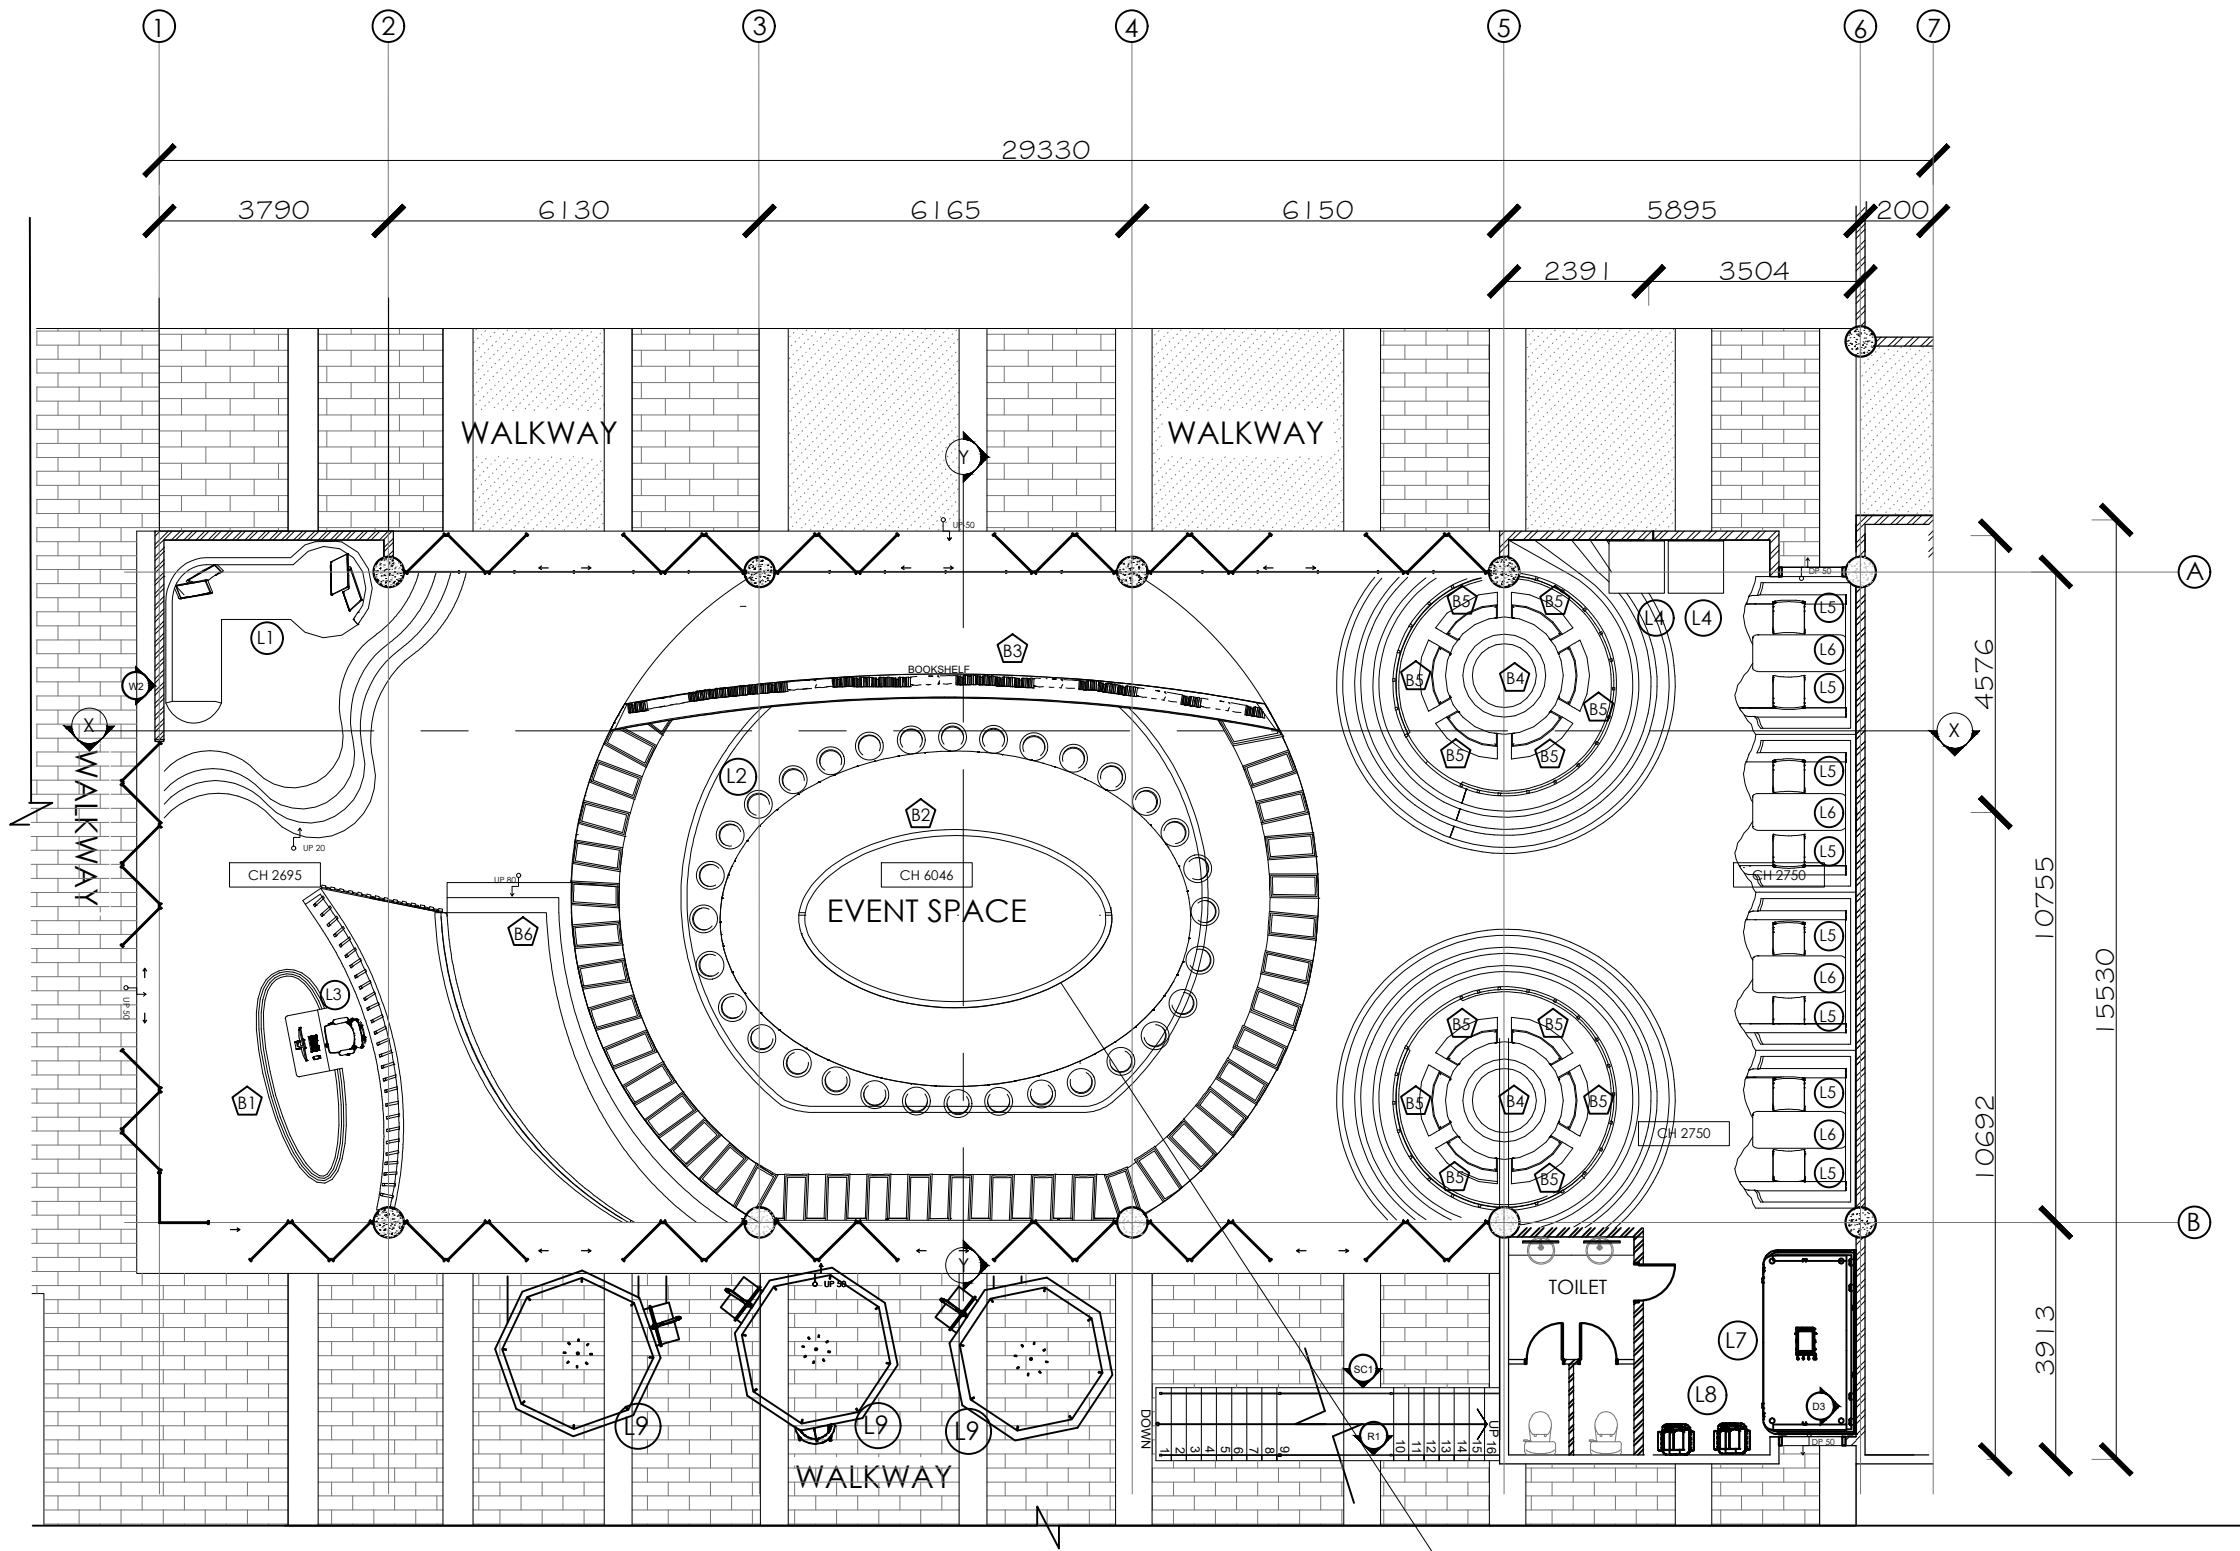 1 2 3 4 5 6 7
29330
3790 6130 6165 6150 5895 200
2391 3504
WALKWAY WALKWAY
Y
UP 50
A
DP 50
L1
B3
BOOKSHELF
B5 B5
B5 B4 B5
B5 B5
L4 L4
L5
L6
L5
4576
W2
X X
WALKWAY
L2
B2
L5
L6
L5
UP 20
CH 2695
UP 80
CH 6046
CH 2750
EVENT SPACE
B6
10755
L5
L6
L5
15530
L3
UP 50
B1
B5 B5
B5 B4 B5
B5 B5
L5
L6
L5
CH 2750
10692
B
Y
UP 50
TOILET
3913
L7
SC1
L8
D3
L9 L9 L9
R1
DOWN
1 2 3 4 5 6 7 8 9 10 11 12 13 14 15 16
UP
DP 50
WALKWAY